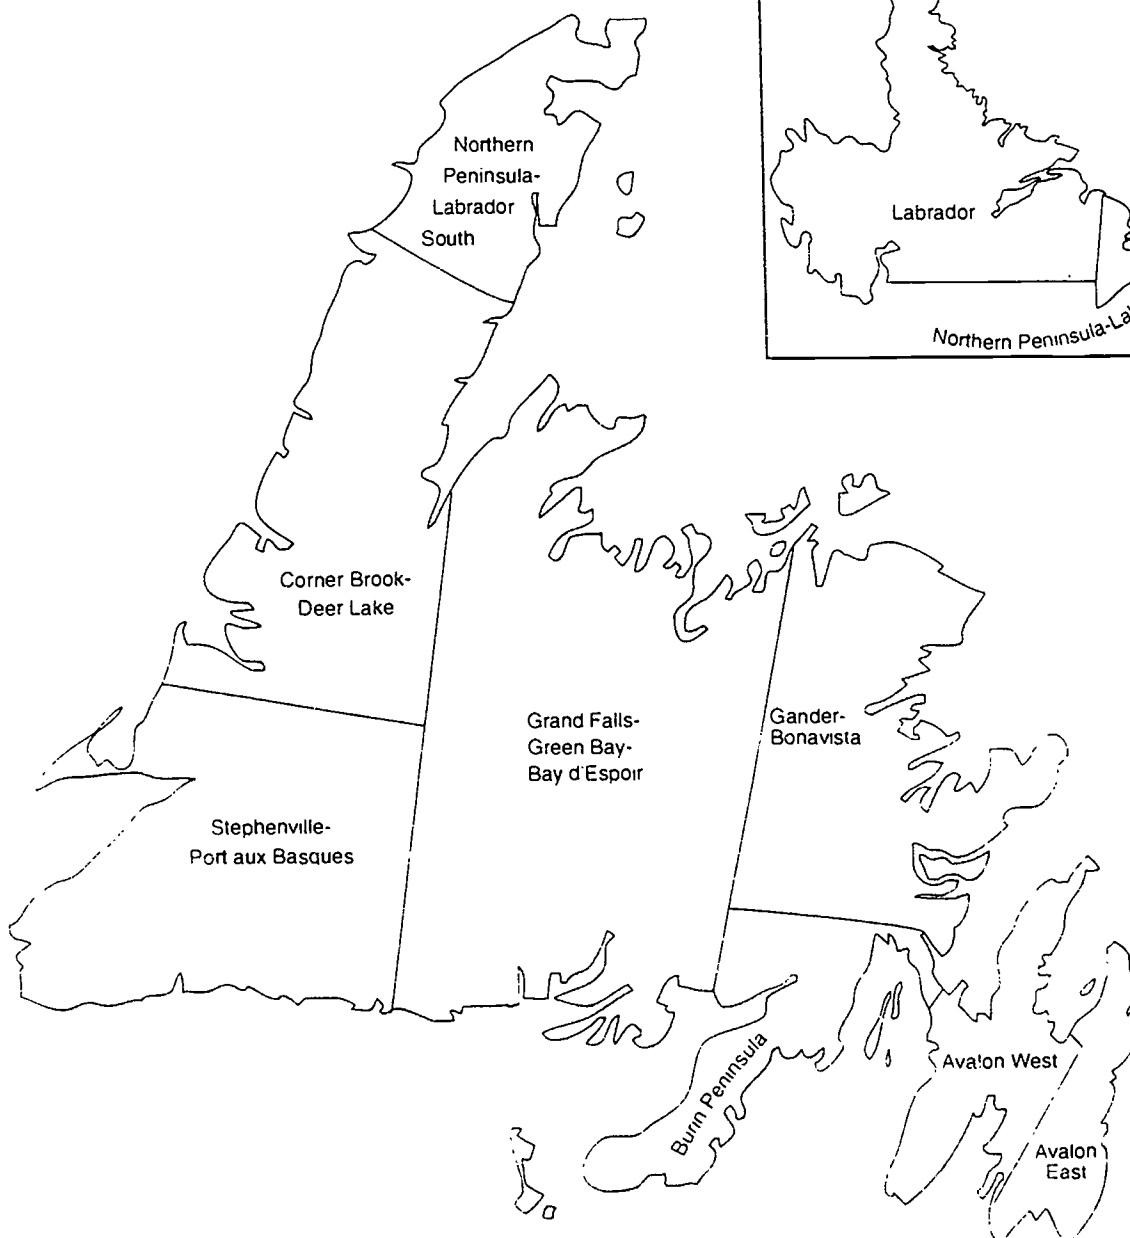 Northern
Peninsula-
Labrador
South
Labrador
Northern Peninsula-La
Corner Brook-
Deer Lake
Grand Falls-
Green Bay-
Bay d'Espoir
Gander-
Bonavista
Stephenville-
Port aux Basques
Burin Peninsula
Avalon West
Avalon
East